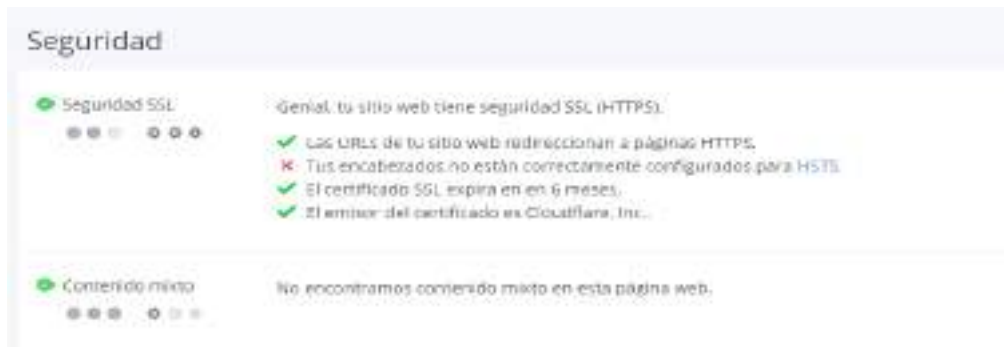 Seguridad
Seguridad SSL
Genial, tu sitio web tiene seguridad SSL (HTTPS).
Las URLs de tu sitio web redireccionan a páginas HTTPS.
Tus encabezados no están correctamente configurados para HSTS
El certificado SSL expira en en 6 meses.
El emisor del certificado es Cloudflare, Inc..
Contenido mixto
No encontramos contenido mixto en esta página web.